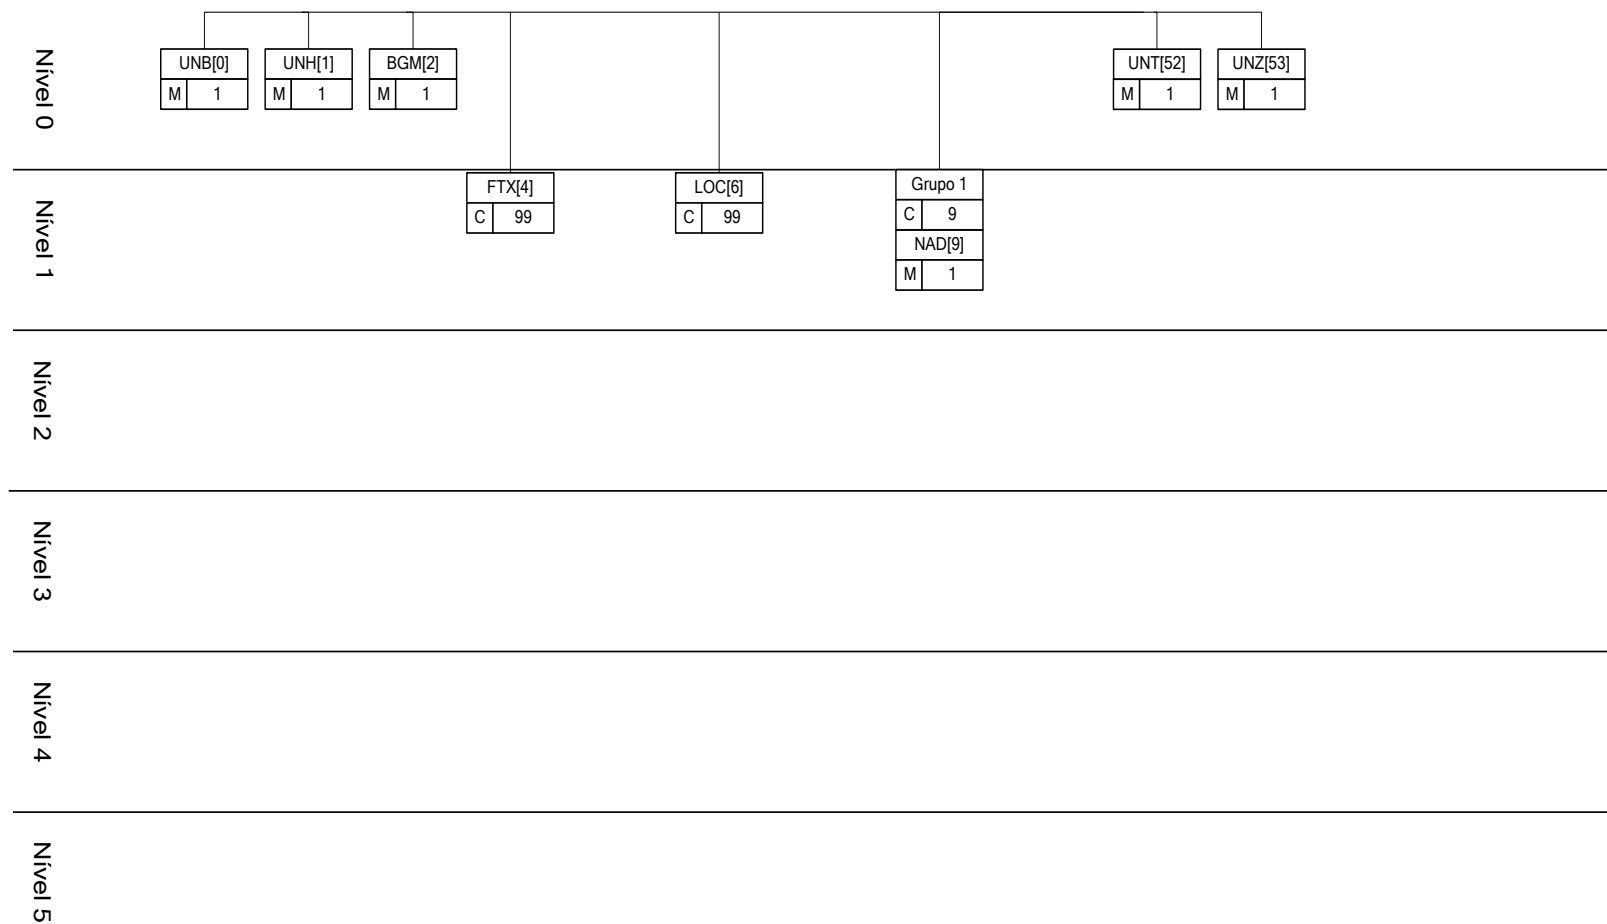 Nível 0
UNB[0]
M 1
UNH[1]
M 1
BGM[2]
M 1
UNT[52]
M 1
UNZ[53]
M 1
Nível 1
FTX[4]
C 99
LOC[6]
C 99
Grupo 1
C 9
NAD[9]
M 1
Nível 2
Nível 3
Nível 4
Nível 5